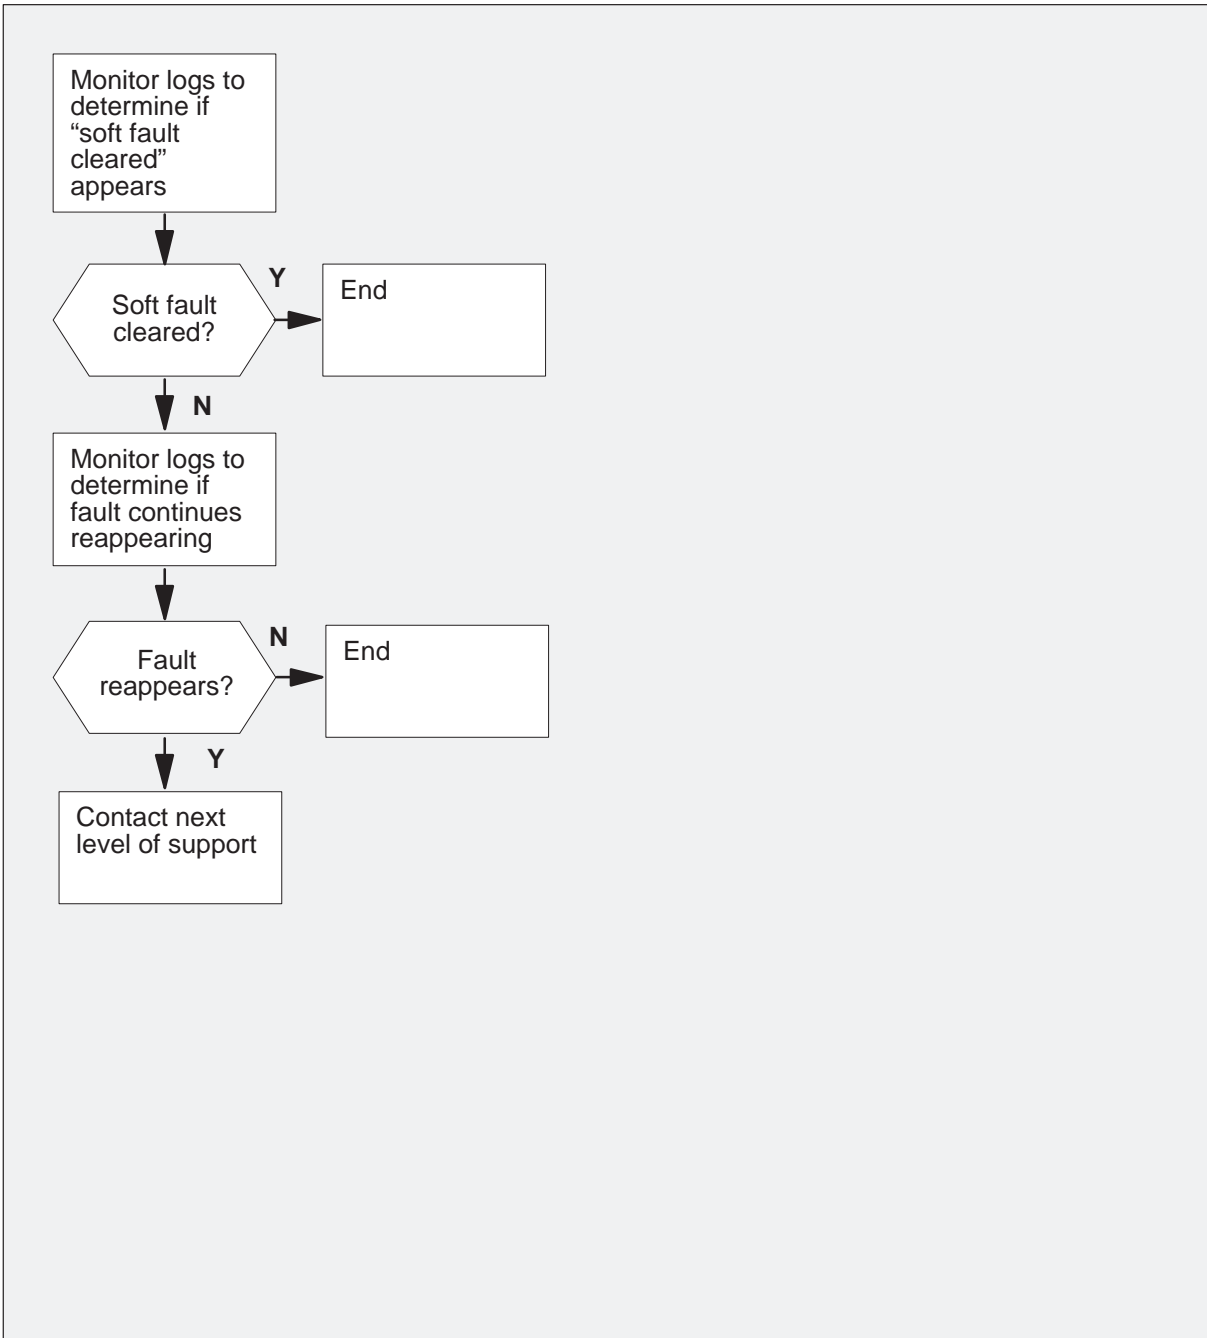 Monitor logs to
determine if
“soft fault
cleared”
appears
Soft fault
cleared?
Y
End
N
Monitor logs to
determine if
fault continues
reappearing
Fault
reappears?
N
End
Y
Contact next
level of support